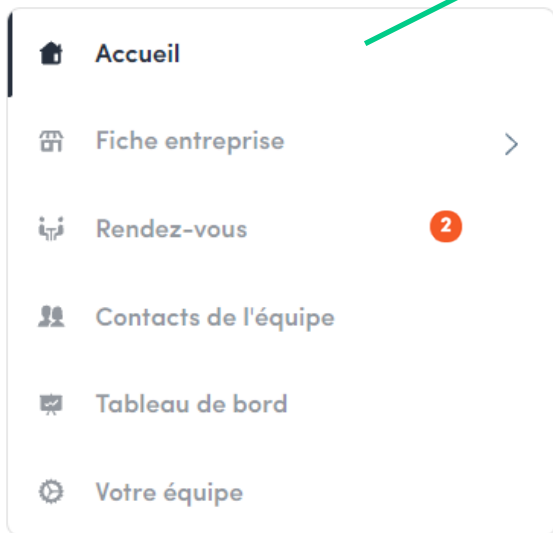 Accueil
Fiche entreprise
Rendez-vous 2
Contacts de l'équipe
Tableau de bord
Votre équipe